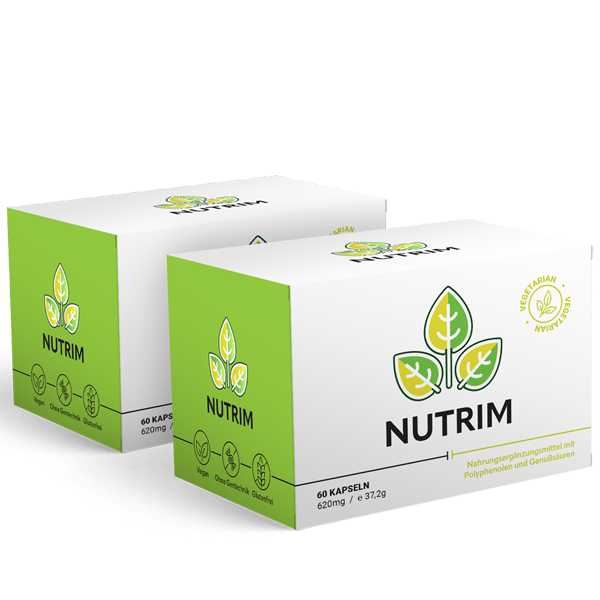 NUTRIM
NUTRIM
Vegan
Ohne Gentechnik
Glutenfrei
60 KAPS
620mg /
NUTRIM
VEGETARIAN • VEGETARIAN •
NUTRIM
NUTRIM
Nahrungsergänzungsmittel mit
Polyphenolen und Genußsäuren
Vegan
Ohne Gentechnik
Glutenfrei
60 KAPSELN
620mg / e 37,2g